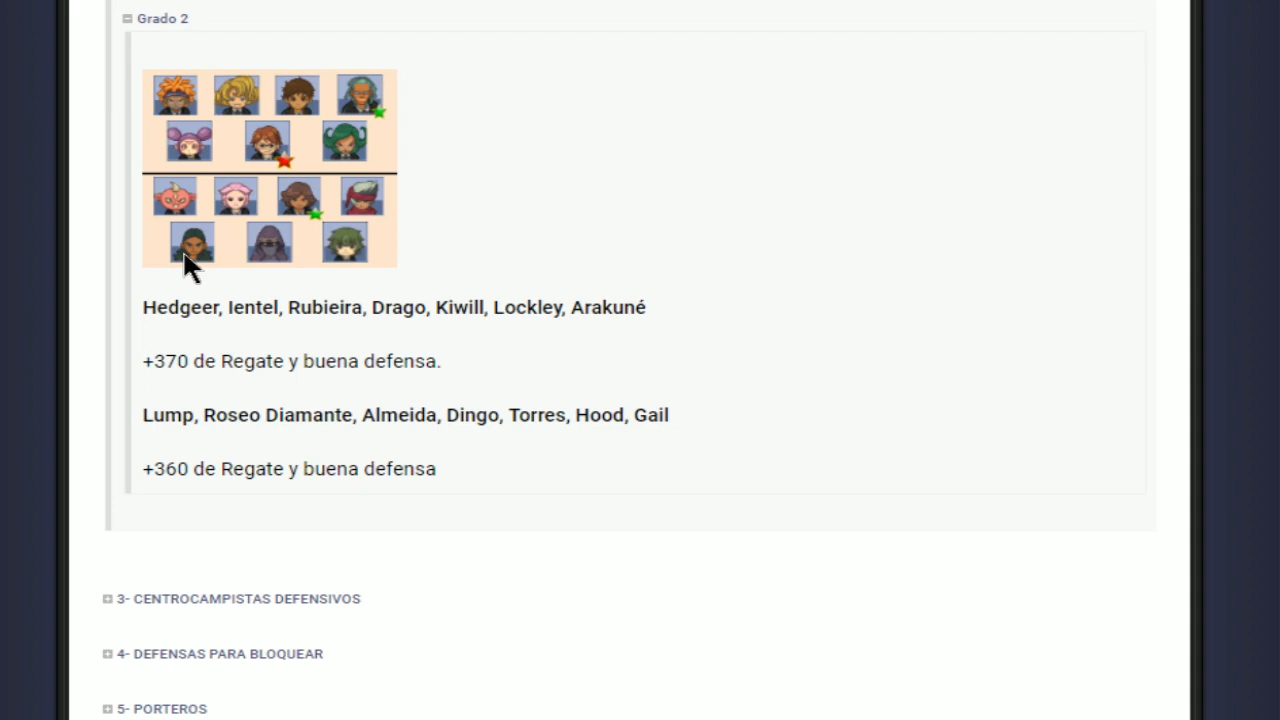 Grado 2
Hedgeer, Ientel, Rubieira, Drago, Kiwill, Lockley, Arakuné
+370 de Regate y buena defensa.
Lump, Roseo Diamante, Almeida, Dingo, Torres, Hood, Gail
+360 de Regate y buena defensa
3- CENTROCAMPISTAS DEFENSIVOS
4- DEFENSAS PARA BLOQUEAR
5- PORTEROS